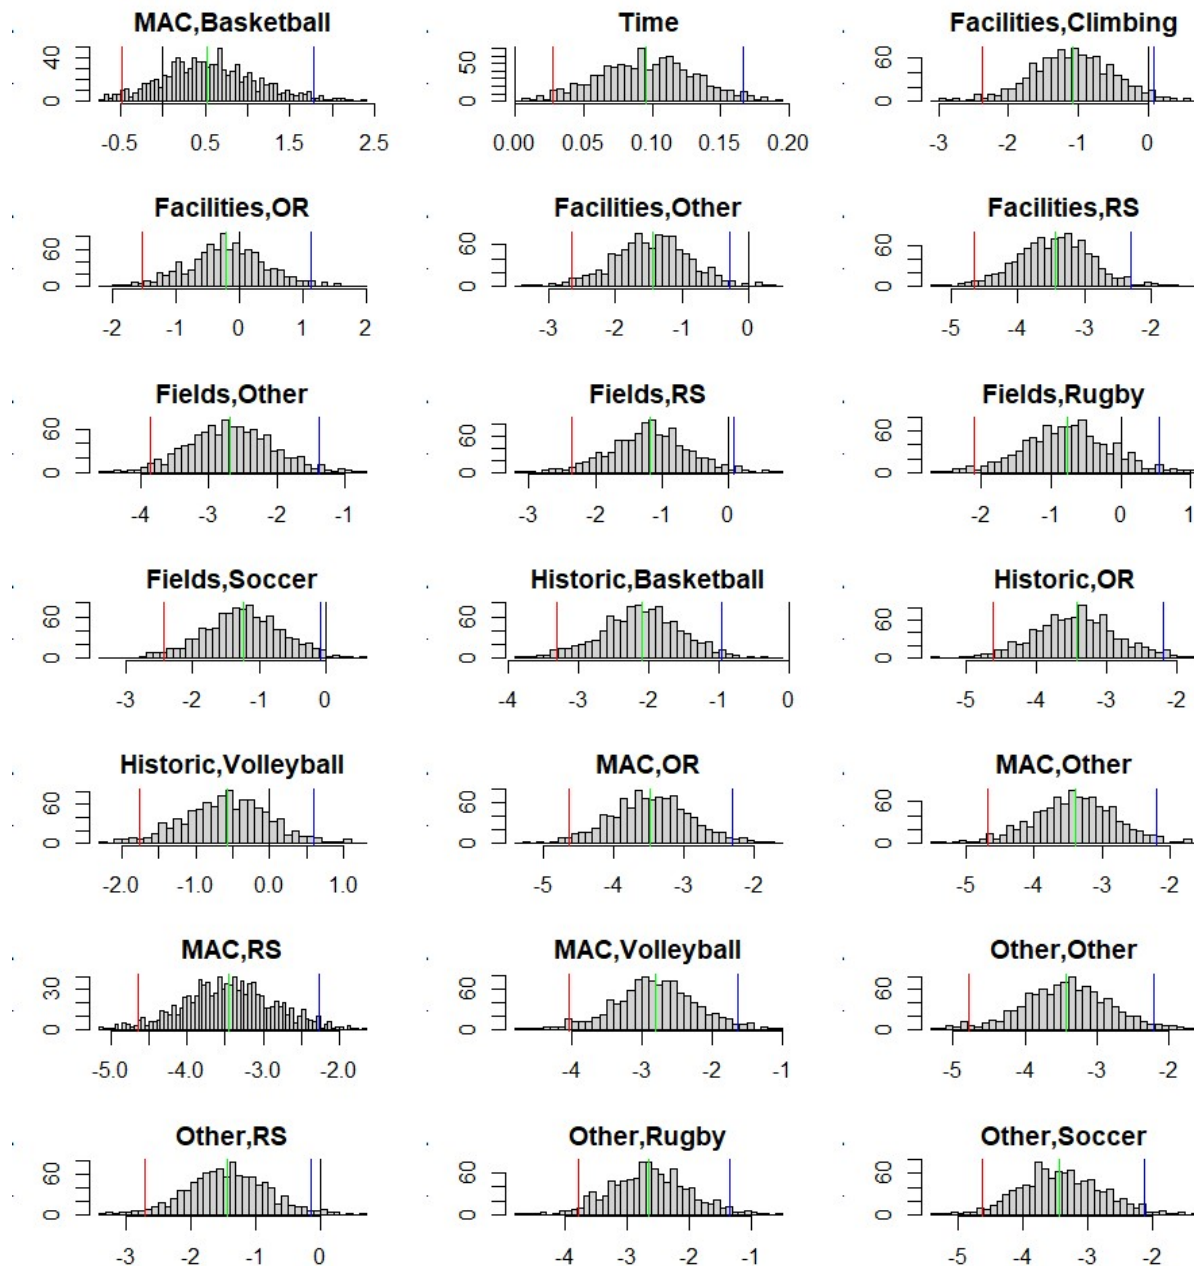 MAC,Basketball Time Facilities,Climbing
0 40 0 50 0 60
-0.5 0.5 1.5 2.5 0.00 0.05 0.10 0.15 0.20 -3 -2 -1 0
Facilities,OR Facilities,Other Facilities,RS
0 60 0 60 0 60
-2 -1 0 1 2 -3 -2 -1 0 -5 -4 -3 -2
Fields,Other Fields,RS Fields,Rugby
0 60 0 60 0 60
-4 -3 -2 -1 -3 -2 -1 0 -2 -1 0 1
Fields,Soccer Historic,Basketball Historic,OR
0 60 0 60 0 60
-3 -2 -1 0 -4 -3 -2 -1 0 -5 -4 -3 -2
Historic,Volleyball MAC,OR MAC,Other
0 60 0 60 0 60
-2.0 -1.0 0.0 1.0 -5 -4 -3 -2 -5 -4 -3 -2
MAC,RS MAC,Volleyball Other,Other
0 30 0 60 0 60
-5.0 -4.0 -3.0 -2.0 -4 -3 -2 -1 -5 -4 -3 -2
Other,RS Other,Rugby Other,Soccer
0 60 0 60 0 60
-3 -2 -1 0 -4 -3 -2 -1 -5 -4 -3 -2